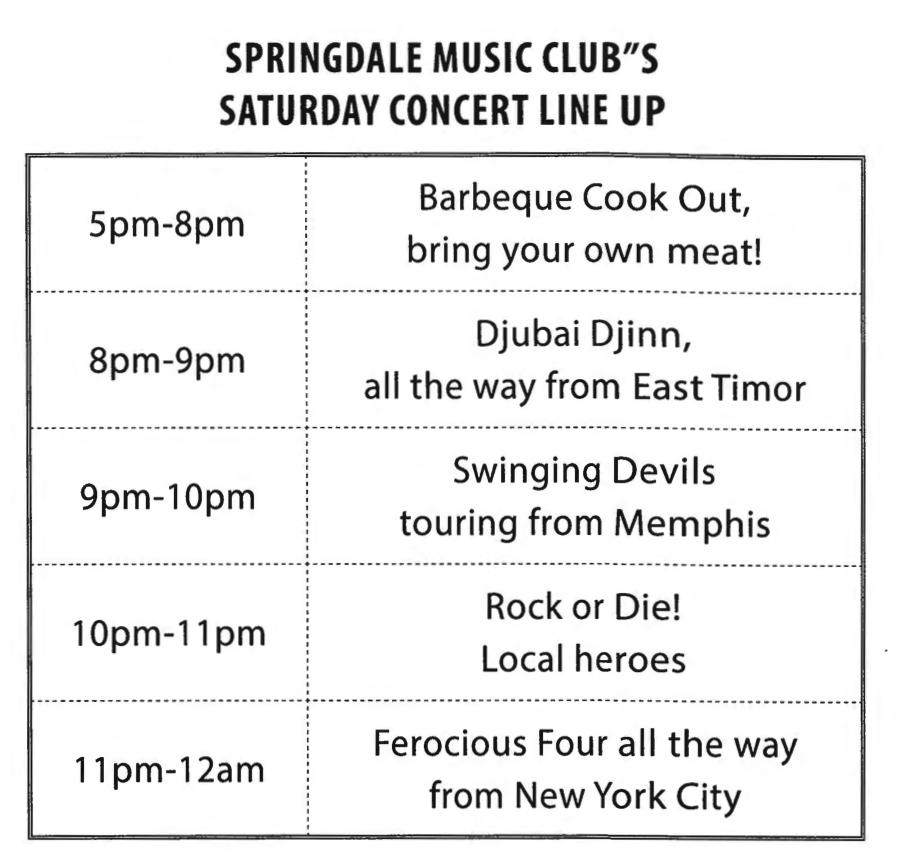 SPRINGDALE MUSIC CLUB"S
SATURDAY CONCERT LINE UP
5pm-8pm
Barbeque Cook Out,
bring your own meat!
8pm-9pm
Djubai Djinn,
all the way from East Timor
9pm-10pm
Swinging Devils
touring from Memphis
10pm-11pm
Rock or Die!
Local heroes
11pm-12am
Ferocious Four all the way
from New York City